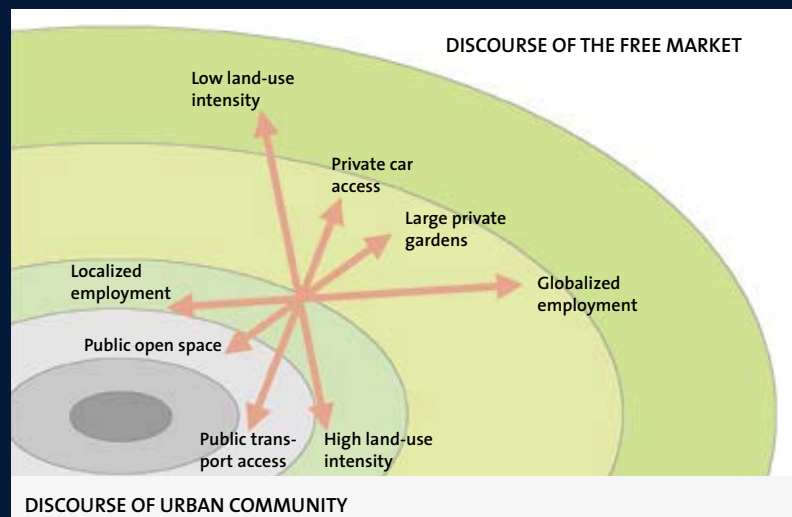 DISCOURSE OF THE FREE MARKET
Low land-use
intensity
Private car
access
Large private
gardens
Localized
employment
Globalized
employment
Public open space
Public trans-
port access
High land-use
intensity
DISCOURSE OF URBAN COMMUNITY